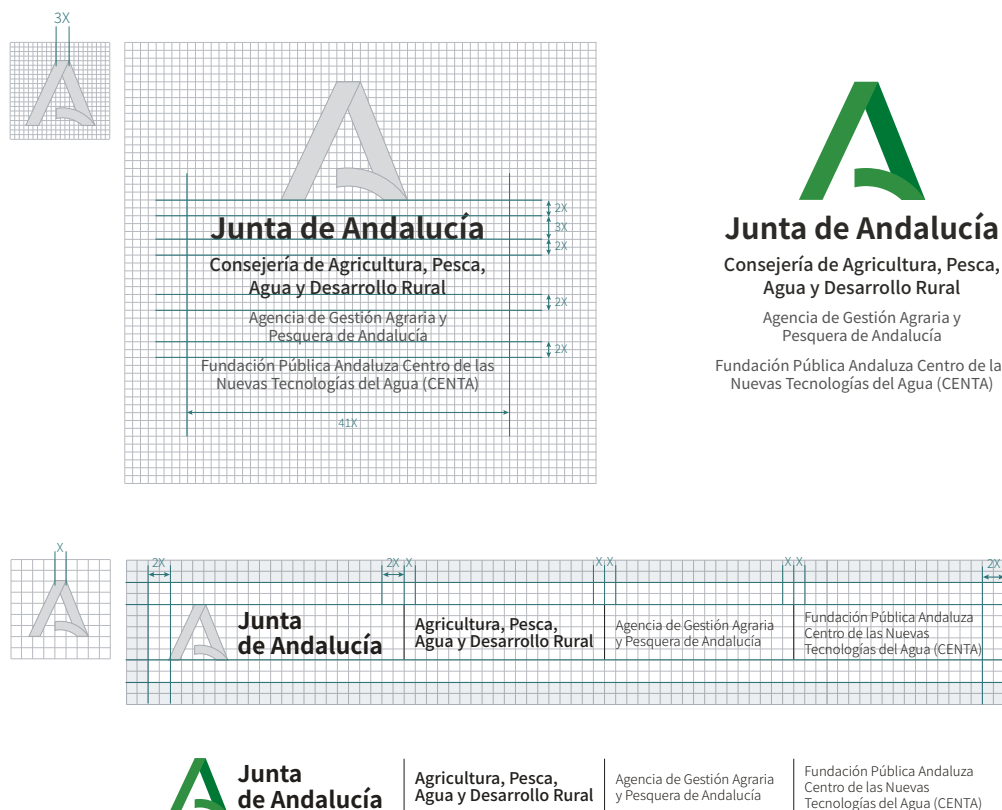 3X
2X
Junta de Andalucía
3X
2X
Consejería de Agricultura, Pesca,
Agua y Desarrollo Rural
2X
Agencia de Gestión Agraria y
Pesquera de Andalucía
2X
Fundación Pública Andaluza Centro de las
Nuevas Tecnologías del Agua (CENTA)
41X
Junta de Andalucía
Consejería de Agricultura, Pesca,
Agua y Desarrollo Rural
Agencia de Gestión Agraria y
Pesquera de Andalucía
Fundación Pública Andaluza Centro de la
Nuevas Tecnologías del Agua (CENTA)
X
2X 2X X X X X X 2X
Junta
de Andalucía
Agricultura, Pesca,
Agua y Desarrollo Rural
Agencia de Gestión Agraria
y Pesquera de Andalucía
Fundación Pública Andaluza
Centro de las Nuevas
Tecnologías del Agua (CENTA)
Junta
de Andalucía
Agricultura, Pesca,
Agua y Desarrollo Rural
Agencia de Gestión Agraria
y Pesquera de Andalucía
Fundación Pública Andaluza
Centro de las Nuevas
Tecnologías del Agua (CENTA)